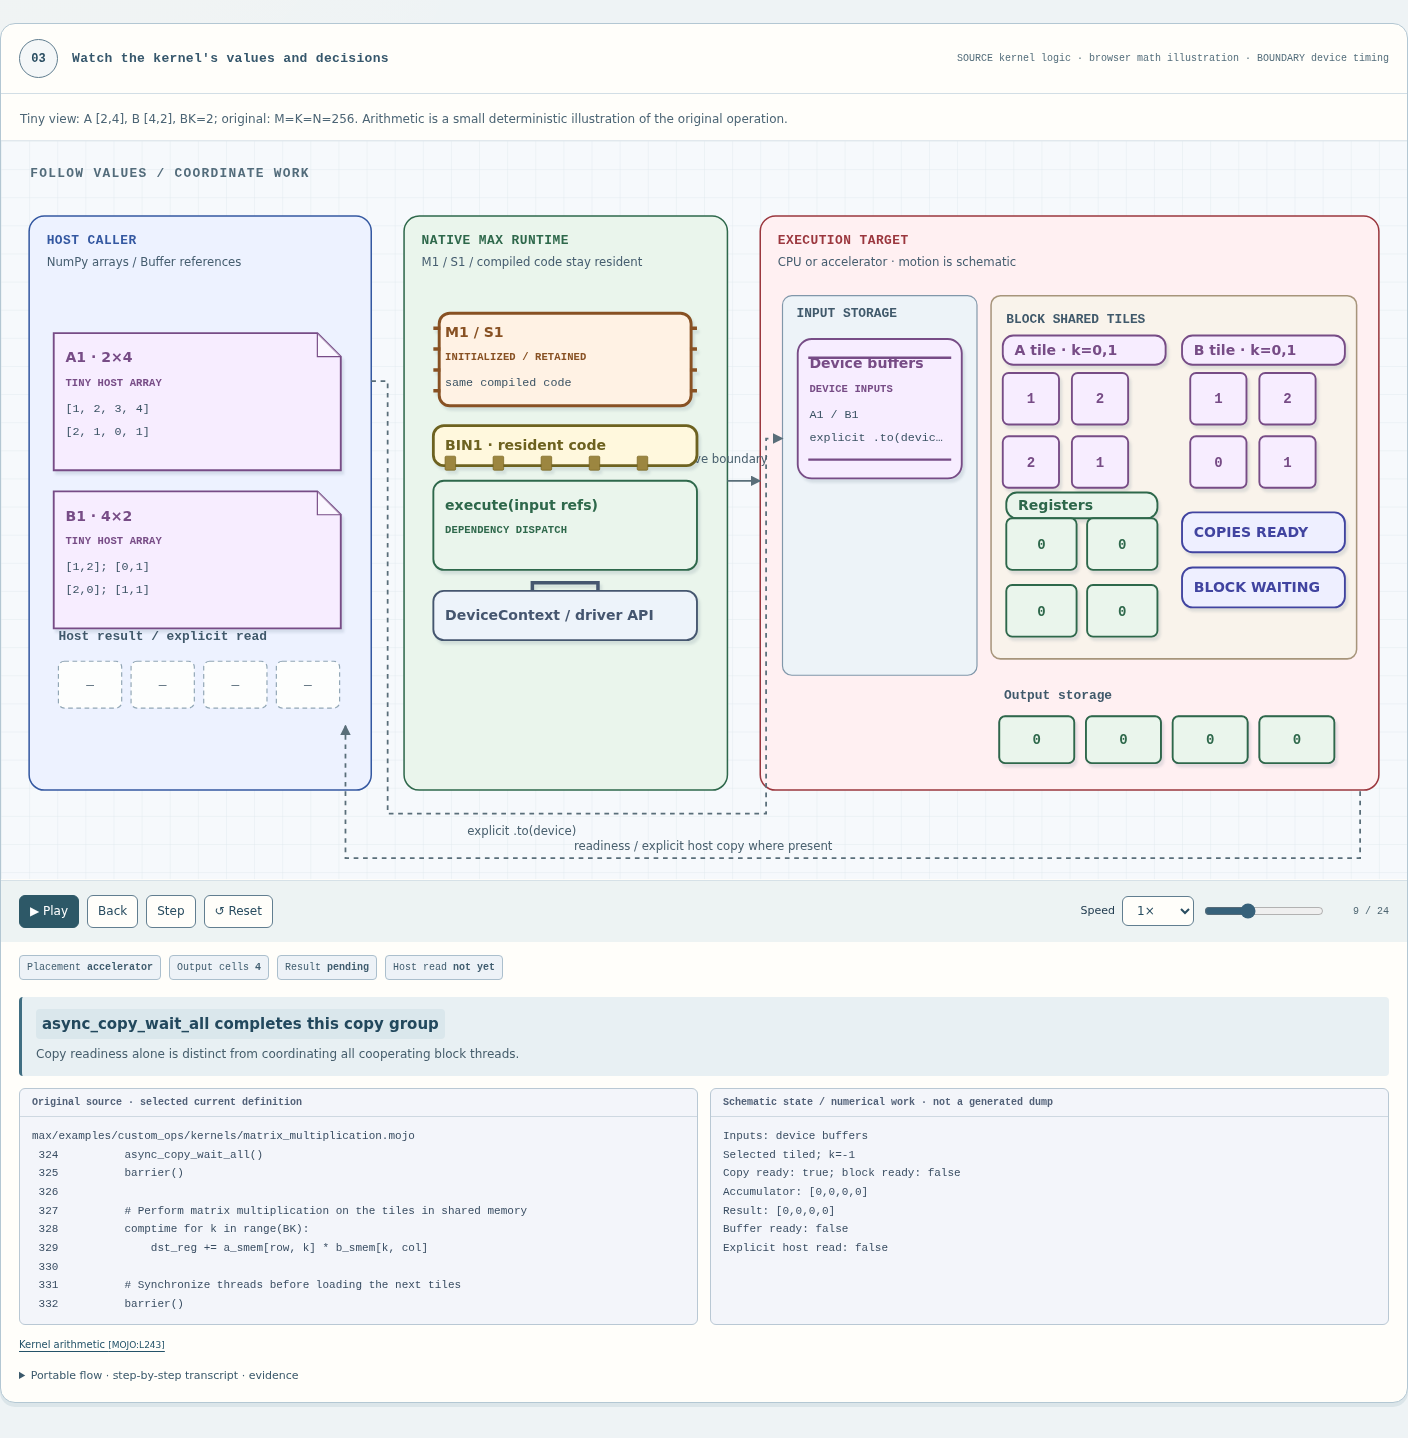 03
Watch the kernel's values and decisions
SOURCE kernel logic · browser math illustration · BOUNDARY device timing
Tiny view: A [2,4], B [4,2], BK=2; original: M=K=N=256. Arithmetic is a small deterministic illustration of the original operation.
FOLLOW VALUES / COORDINATE WORK
HOST CALLER
NumPy arrays / Buffer references
A1 · 2×4
TINY HOST ARRAY
[1, 2, 3, 4]
[2, 1, 0, 1]
B1 · 4×2
TINY HOST ARRAY
[1,2]; [0,1]
[2,0]; [1,1]
Host result / explicit read
— — — —
NATIVE MAX RUNTIME
M1 / S1 / compiled code stay resident
M1 / S1
INITIALIZED / RETAINED
same compiled code
BIN1 · resident code
execute(input refs)
DEPENDENCY DISPATCH
DeviceContext / driver API
ve boundary
EXECUTION TARGET
CPU or accelerator · motion is schematic
INPUT STORAGE
Device buffers
DEVICE INPUTS
A1 / B1
explicit .to(devic…
BLOCK SHARED TILES
A tile · k=0,1
1 2
2 1
B tile · k=0,1
1 2
0 1
Registers
0 0
0 0
COPIES READY
BLOCK WAITING
Output storage
0 0 0 0
explicit .to(device)
readiness / explicit host copy where present
▶ Play
Back
Step
↺ Reset
Speed
1×
9 / 24
Placement accelerator
Output cells 4
Result pending
Host read not yet
async_copy_wait_all completes this copy group
Copy readiness alone is distinct from coordinating all cooperating block threads.
Original source · selected current definition
max/examples/custom_ops/kernels/matrix_multiplication.mojo
324 async_copy_wait_all()
325 barrier()
326
327 # Perform matrix multiplication on the tiles in shared memory
328 comptime for k in range(BK):
329 dst_reg += a_smem[row, k] * b_smem[k, col]
330
331 # Synchronize threads before loading the next tiles
332 barrier()
Schematic state / numerical work · not a generated dump
Inputs: device buffers
Selected tiled; k=-1
Copy ready: true; block ready: false
Accumulator: [0,0,0,0]
Result: [0,0,0,0]
Buffer ready: false
Explicit host read: false
Kernel arithmetic [MOJO:L243]
▶ Portable flow · step-by-step transcript · evidence